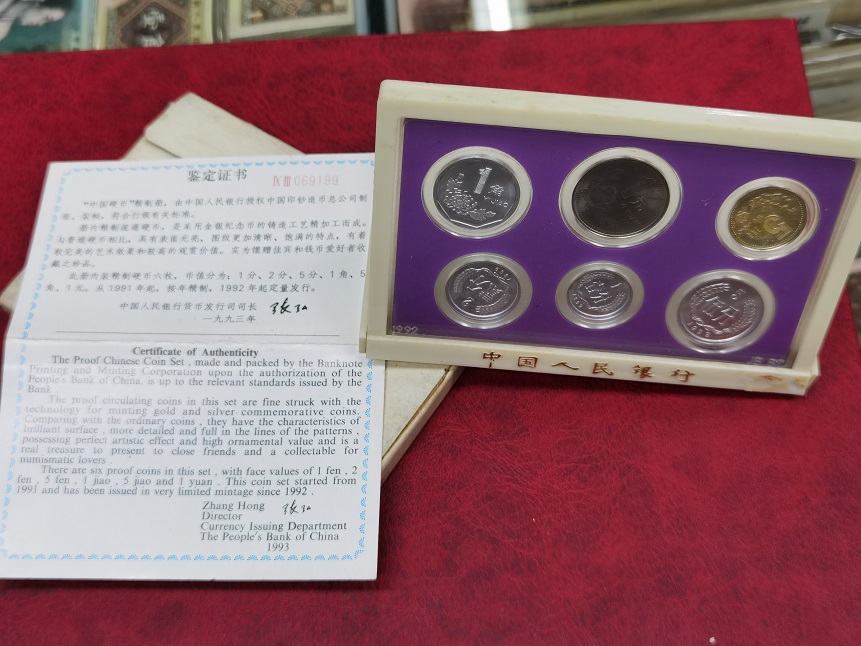 鉴定证书
069199
"中国硬币"精制套,由中国人民银行授权中国印钞造币总公司制
造、装帧,符合行颁有关标准。
套内精制流通硬币,是采用金银纪念币的铸造工艺精加工而成。
与普通硬币相比,具有表面光亮,图纹更加清晰、饱满的特点,有着
较完美的艺术效果和较高的观赏价值。实为馈赠佳宾和钱币爱好者收
藏之珍品。
此套内装精制硬币六枚,币值分为:1分、2分、5分、1角、5
角、1元。从1991年起,按年精制,1992年起定量发行。
中国人民银行货币发行司司长
一九九三年
Certificate of Authenticity
The Proof Chinese Coin Set, made and packed by the Banknote
Printing and Minting Corporation upon the authorization of the
People's Bank of China, is up to the relevant standards issued by the
Bank.
The proof circulating coins in this set are fine struck with the
technology for minting gold and silver commemorative coins.
Comparing with the ordinary coins, they have the characteristics of
brilliant surface, more detailed and full in the lines of the patterns,
possessing perfect artistic effect and high ornamental value and is a
real treasure to present to close friends and a collectable for
numismatic lovers.
There are six proof coins in this set, with face values of 1 fen, 2
fen, 5 fen, 1 jiao, 5 jiao and 1 yuan. This coin set started from
1991 and has been issued in very limited mintage since 1992.
Zhang Hong
Director
Currency Issuing Department
The People's Bank of China
1993
1角
YI JIAO
1992
中国人民银行